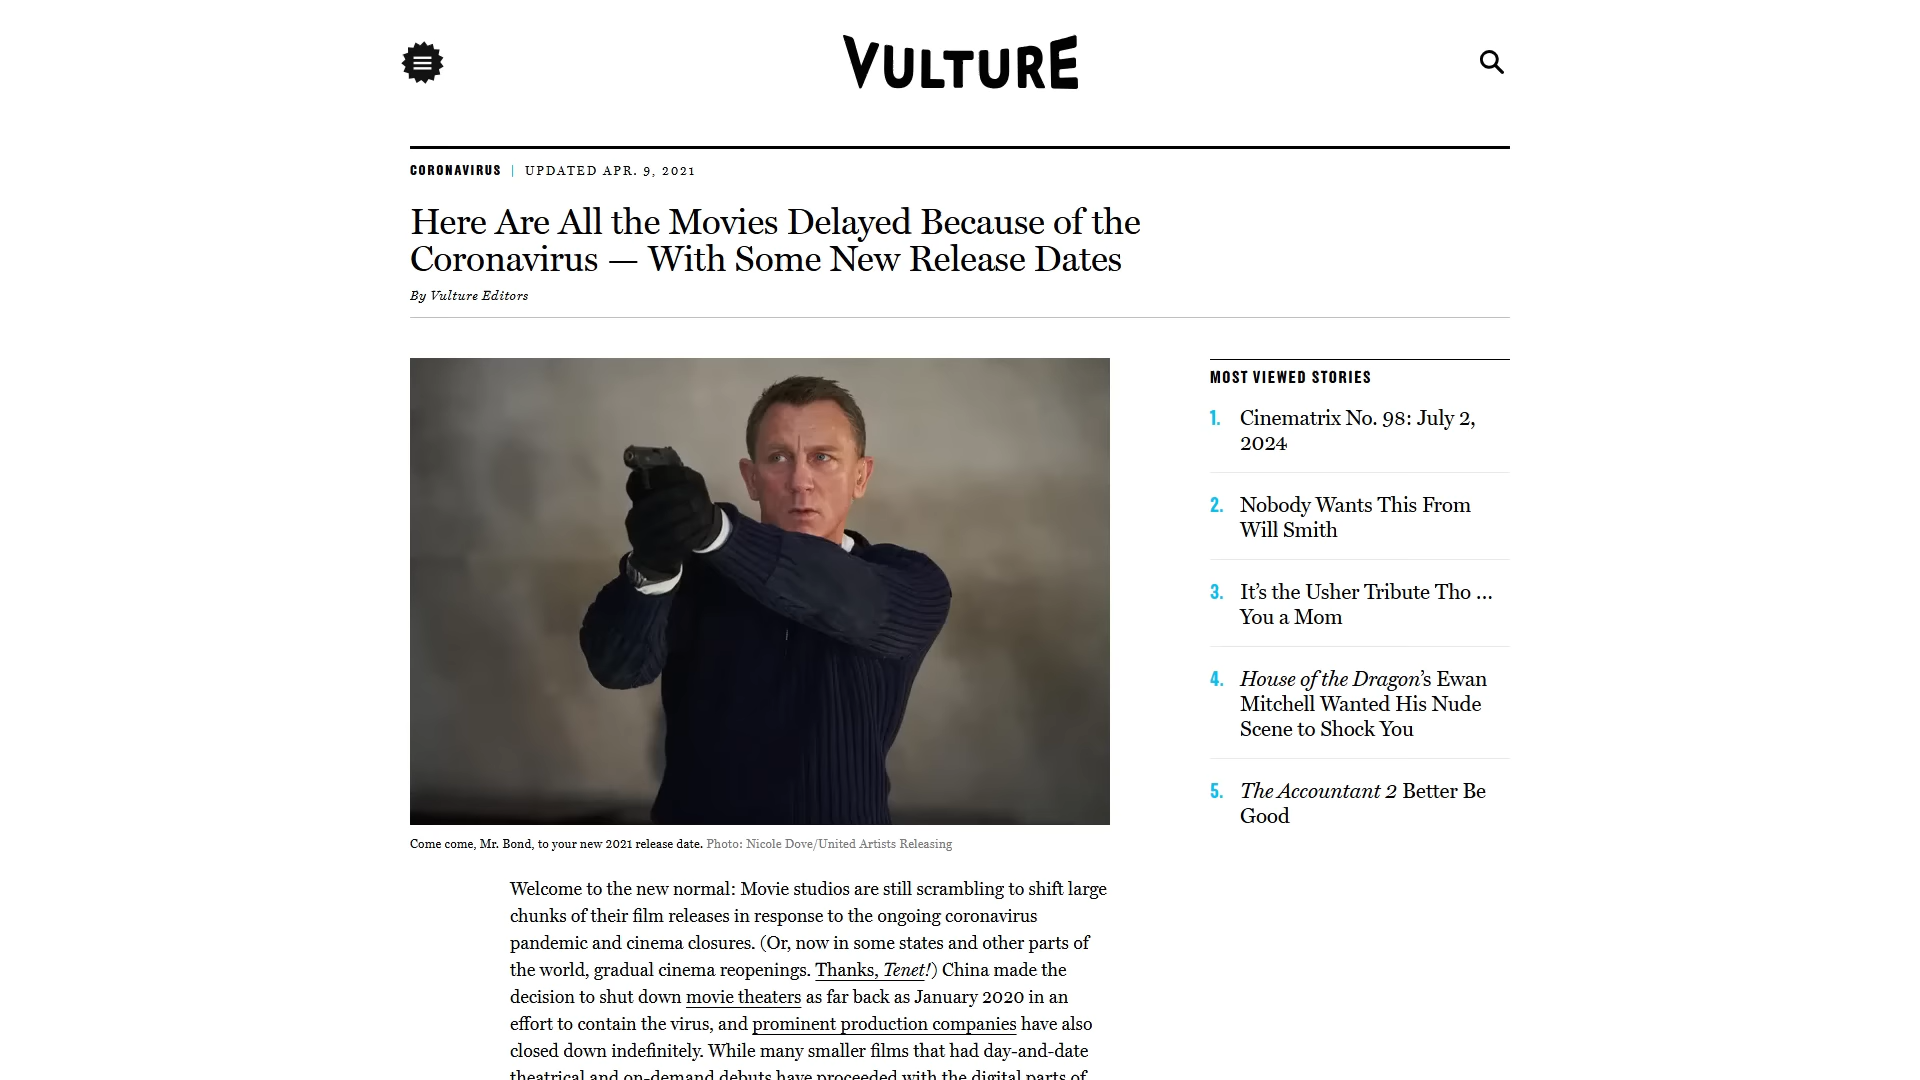 VULTURE
CORONAVIRUS | UPDATED APR. 9, 2021
Here Are All the Movies Delayed Because of the
Coronavirus — With Some New Release Dates
By Vulture Editors
Come come, Mr. Bond, to your new 2021 release date. Photo: Nicole Dove/United Artists Releasing
Welcome to the new normal: Movie studios are still scrambling to shift large
chunks of their film releases in response to the ongoing coronavirus
pandemic and cinema closures. (Or, now in some states and other parts of
the world, gradual cinema reopenings. Thanks, Tenet!) China made the
decision to shut down movie theaters as far back as January 2020 in an
effort to contain the virus, and prominent production companies have also
closed down indefinitely. While many smaller films that had day-and-date
theatrical and on-demand debuts have proceeded with the digital parts of
MOST VIEWED STORIES
1. Cinematrix No. 98: July 2,
2024
2. Nobody Wants This From
Will Smith
3. It’s the Usher Tribute Tho ...
You a Mom
4. House of the Dragon’s Ewan
Mitchell Wanted His Nude
Scene to Shock You
5. The Accountant 2 Better Be
Good